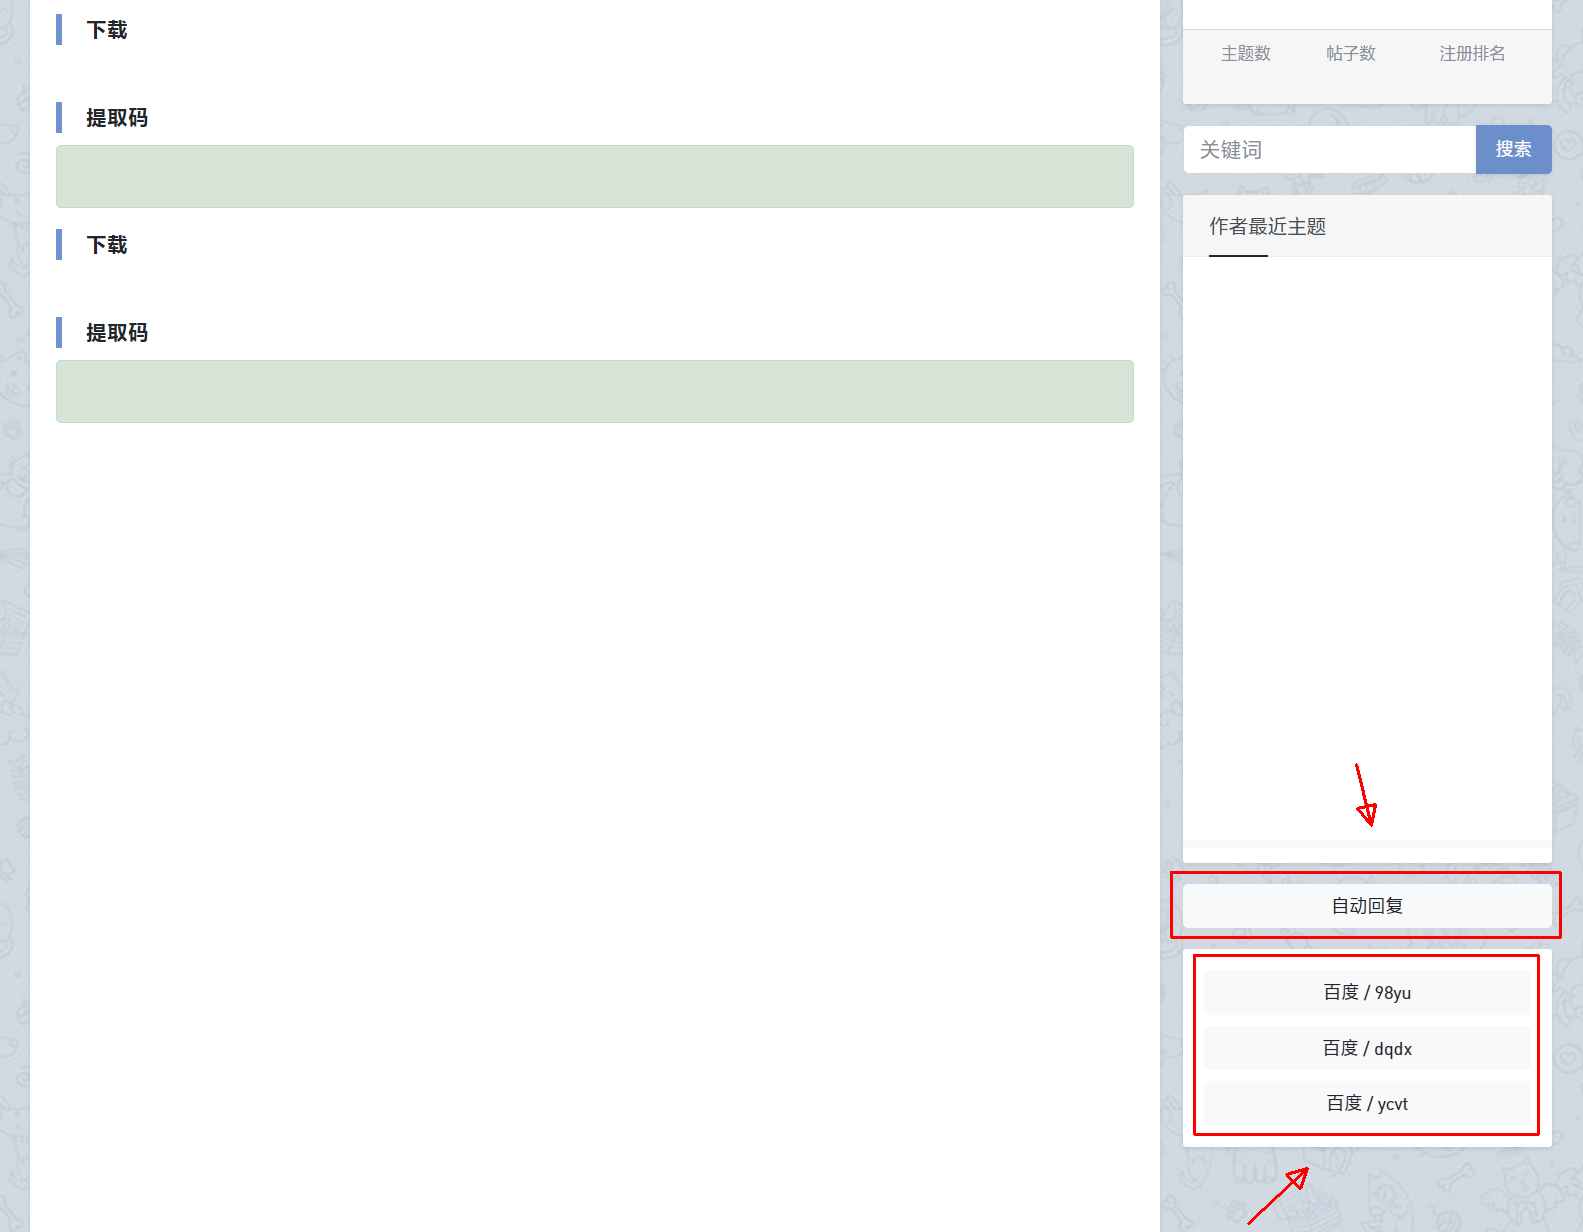 下载
提取码
下载
提取码
主题数 帖子数 注册排名
关键词 搜索
作者最近主题
自动回复
百度 / 98yu
百度 / dqdx
百度 / ycvt